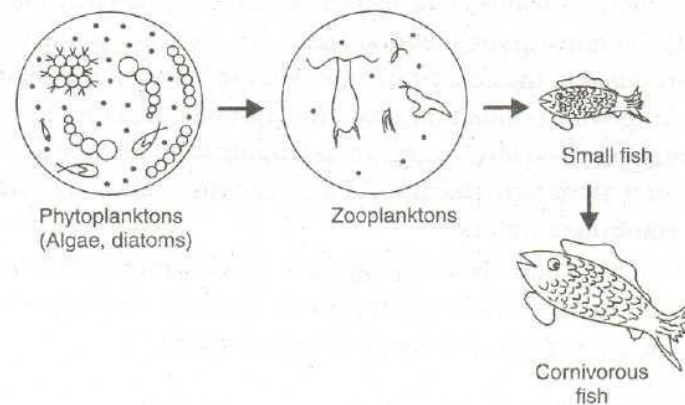 Phytoplanktons
(Algae, diatoms)
Zooplanktons
Small fish
Cornivorous
fish